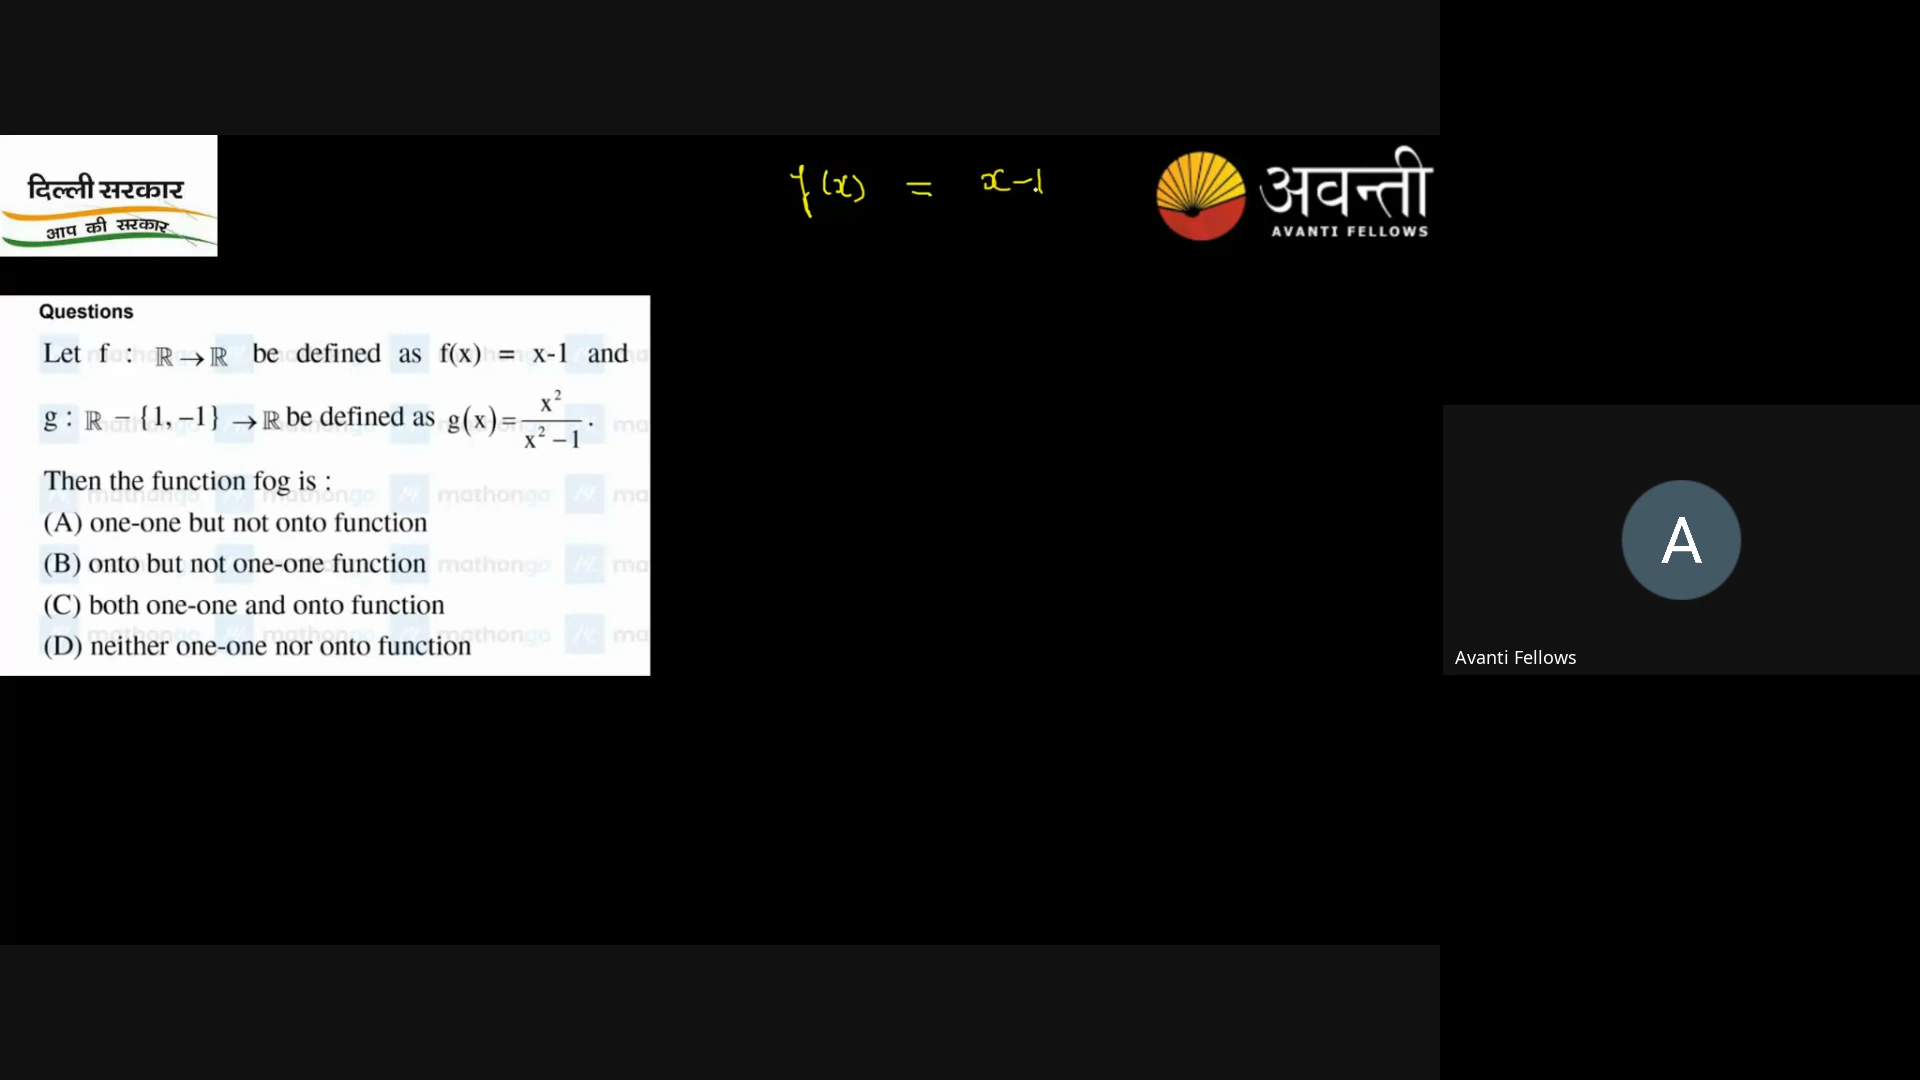 दिल्ली सरकार
आप की सरकार
f(x) = x-1
अवन्ती
AVANTI FELLOWS
Questions
Let f : ℝ→ℝ be defined as f(x) = x-1 and
g : ℝ – {1, –1} → ℝ be defined as g(x) = x²/(x² – 1).
Then the function fog is :
(A) one-one but not onto function
(B) onto but not one-one function
(C) both one-one and onto function
(D) neither one-one nor onto function
A
Avanti Fellows